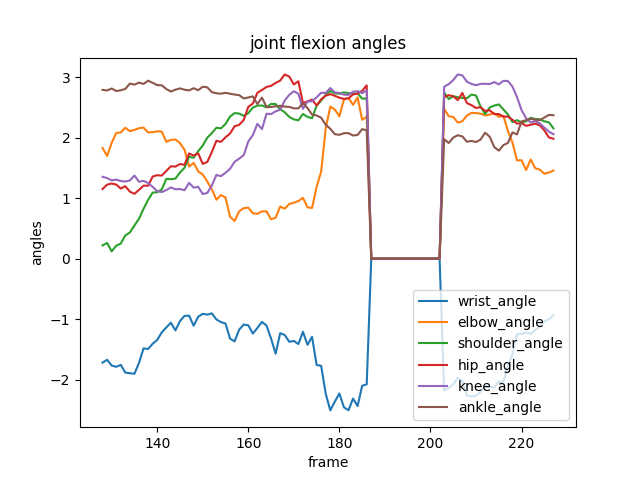 joint flexion angles
angles
3
2
1
0
−1
−2
wrist_angle
elbow_angle
shoulder_angle
hip_angle
knee_angle
ankle_angle
140 160 180 200 220
frame